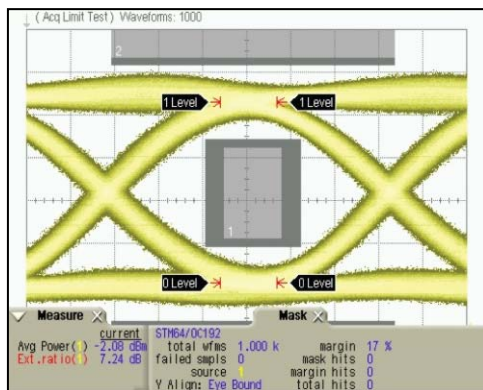 ( Acq Limit Test ) Waveforms: 1000
2
1 Level 1 Level
1
0 Level 0 Level
Measure Mask
current
Avg Power(1) -2.08 dBm
Ext.ratio(1) 7.24 dB
STM64/OC192
total wfms 1.000 k margin 17 %
failed smpls 0 mask hits 0
source 1 margin hits 0
Y Align: Eye Bound total hits 0